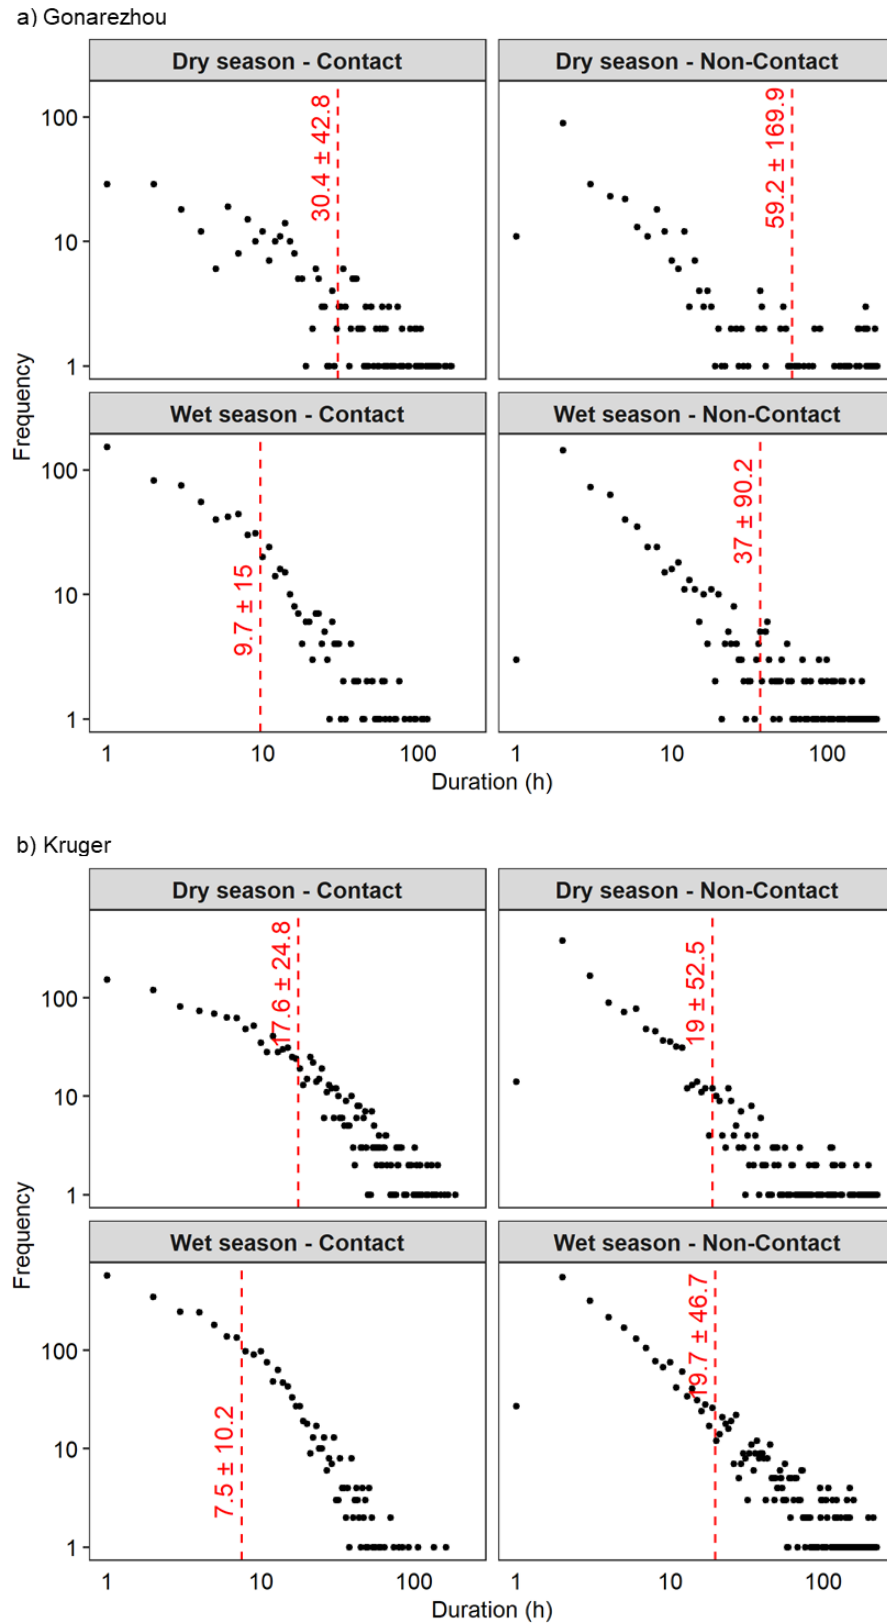 a) Gonarezhou
Dry season - Contact
Dry season - Non-Contact
100
10
1
30.4 ± 42.8
59.2 ± 169.9
Frequency
Wet season - Contact
Wet season - Non-Contact
100
10
1
9.7 ± 15
37 ± 90.2
1 10 100 1 10 100
Duration (h)
b) Kruger
Dry season - Contact
Dry season - Non-Contact
100
10
1
17.6 ± 24.8
19 ± 52.5
Frequency
Wet season - Contact
Wet season - Non-Contact
100
10
1
7.5 ± 10.2
19.7 ± 46.7
1 10 100 1 10 100
Duration (h)